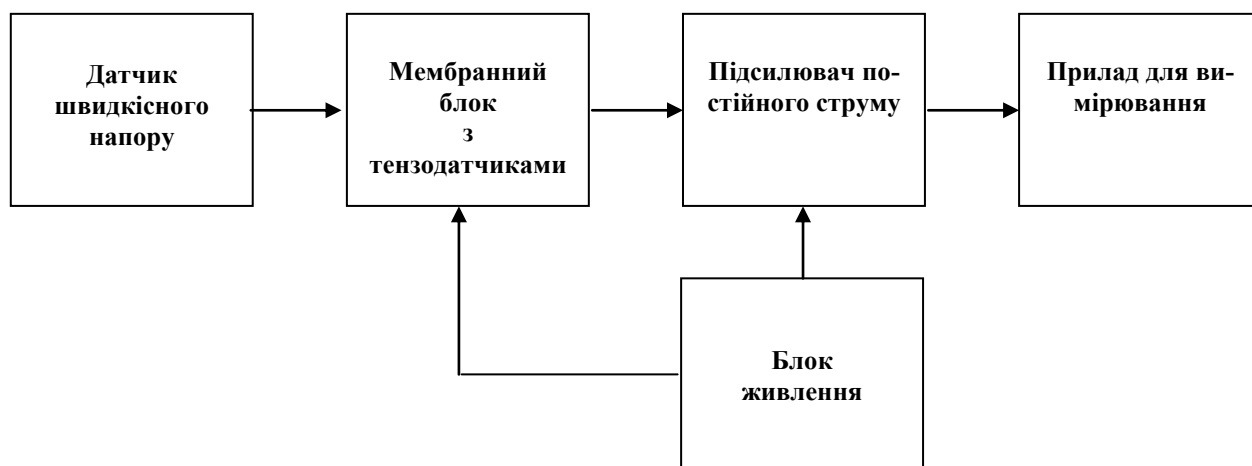 Датчик
швидкісного
напору
Мембранний
блок
з
тензодатчиками
Підсилювач по-
стійного струму
Прилад для ви-
мірювання
Блок
живлення